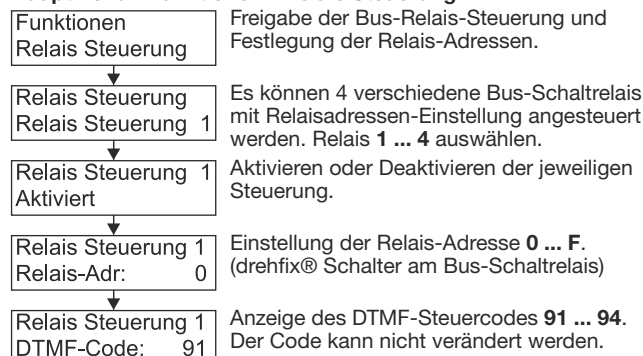 Funktionen
Relais Steuerung
Freigabe der Bus-Relais-Steuerung und
Festlegung der Relais-Adressen.
Relais Steuerung
Relais Steuerung 1
Es können 4 verschiedene Bus-Schaltrelais
mit Relaisadressen-Einstellung angesteuert
werden. Relais 1 ... 4 auswählen.
Relais Steuerung 1
Aktiviert
Aktivieren oder Deaktivieren der jeweiligen
Steuerung.
Relais Steuerung 1
Relais-Adr: 0
Einstellung der Relais-Adresse 0 ... F.
(drehfix® Schalter am Bus-Schaltrelais)
Relais Steuerung 1
DTMF-Code: 91
Anzeige des DTMF-Steuercodes 91 ... 94.
Der Code kann nicht verändert werden.